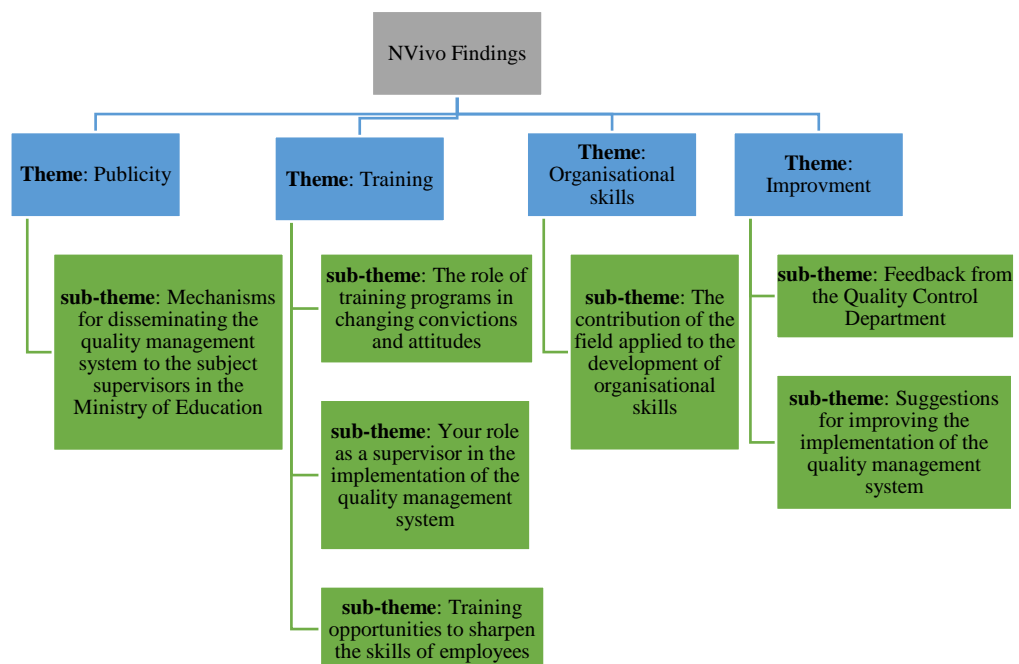 NVivo Findings
Theme: Publicity
Theme: Training
Theme:
Organisational
skills
Theme:
Improvment
sub-theme: Mechanisms
for disseminating the
quality management
system to the subject
supervisors in the
Ministry of Education
sub-theme: The role of
training programs in
changing convictions
and attitudes
sub-theme: Your role
as a supervisor in the
implementation of the
quality management
system
sub-theme: Training
opportunities to sharpen
the skills of employees
sub-theme: The
contribution of the
field applied to the
development of
organisational
skills
sub-theme: Feedback from
the Quality Control
Department
sub-theme: Suggestions
for improving the
implementation of the
quality management
system